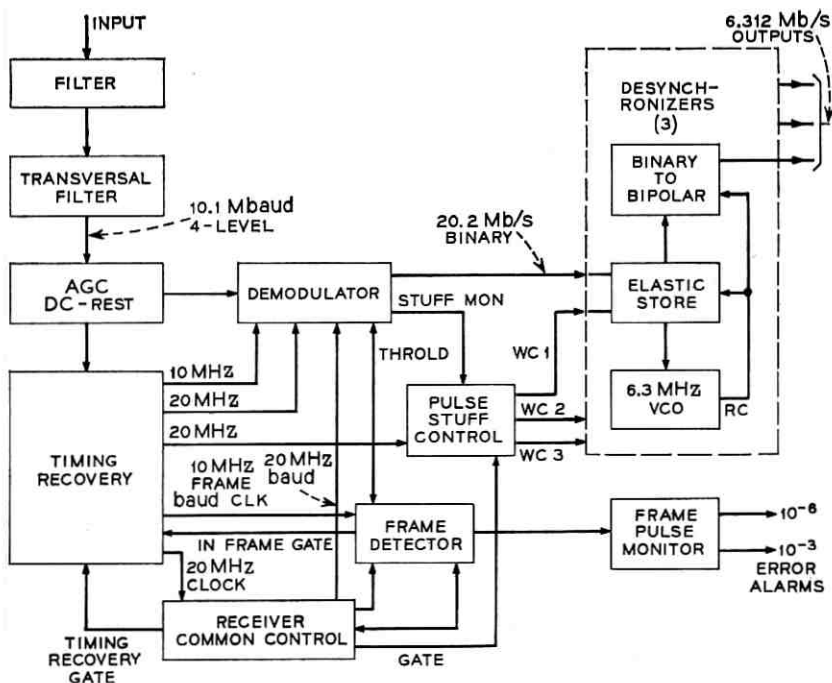 INPUT
FILTER
TRANSVERSAL
FILTER
10.1 Mbaud
4-LEVEL
AGC
DC-REST
DEMODULATOR
20.2 Mb/s
BINARY
STUFF MON
THROLD
10 MHZ
20 MHZ
20 MHZ
TIMING
RECOVERY
10 MHZ
FRAME
baud CLK
20 MHZ
baud
IN FRAME GATE
20 MHZ
CLOCK
TIMING
RECOVERY
GATE
RECEIVER
COMMON CONTROL
GATE
FRAME
DETECTOR
PULSE
STUFF
CONTROL
WC 1
WC 2
WC 3
6.312 Mb/s
OUTPUTS
DESYNCH-
RONIZERS
(3)
BINARY
TO
BIPOLAR
ELASTIC
STORE
6.3 MHZ
VCO
RC
FRAME
PULSE
MONITOR
10⁻⁶
10⁻³
ERROR
ALARMS